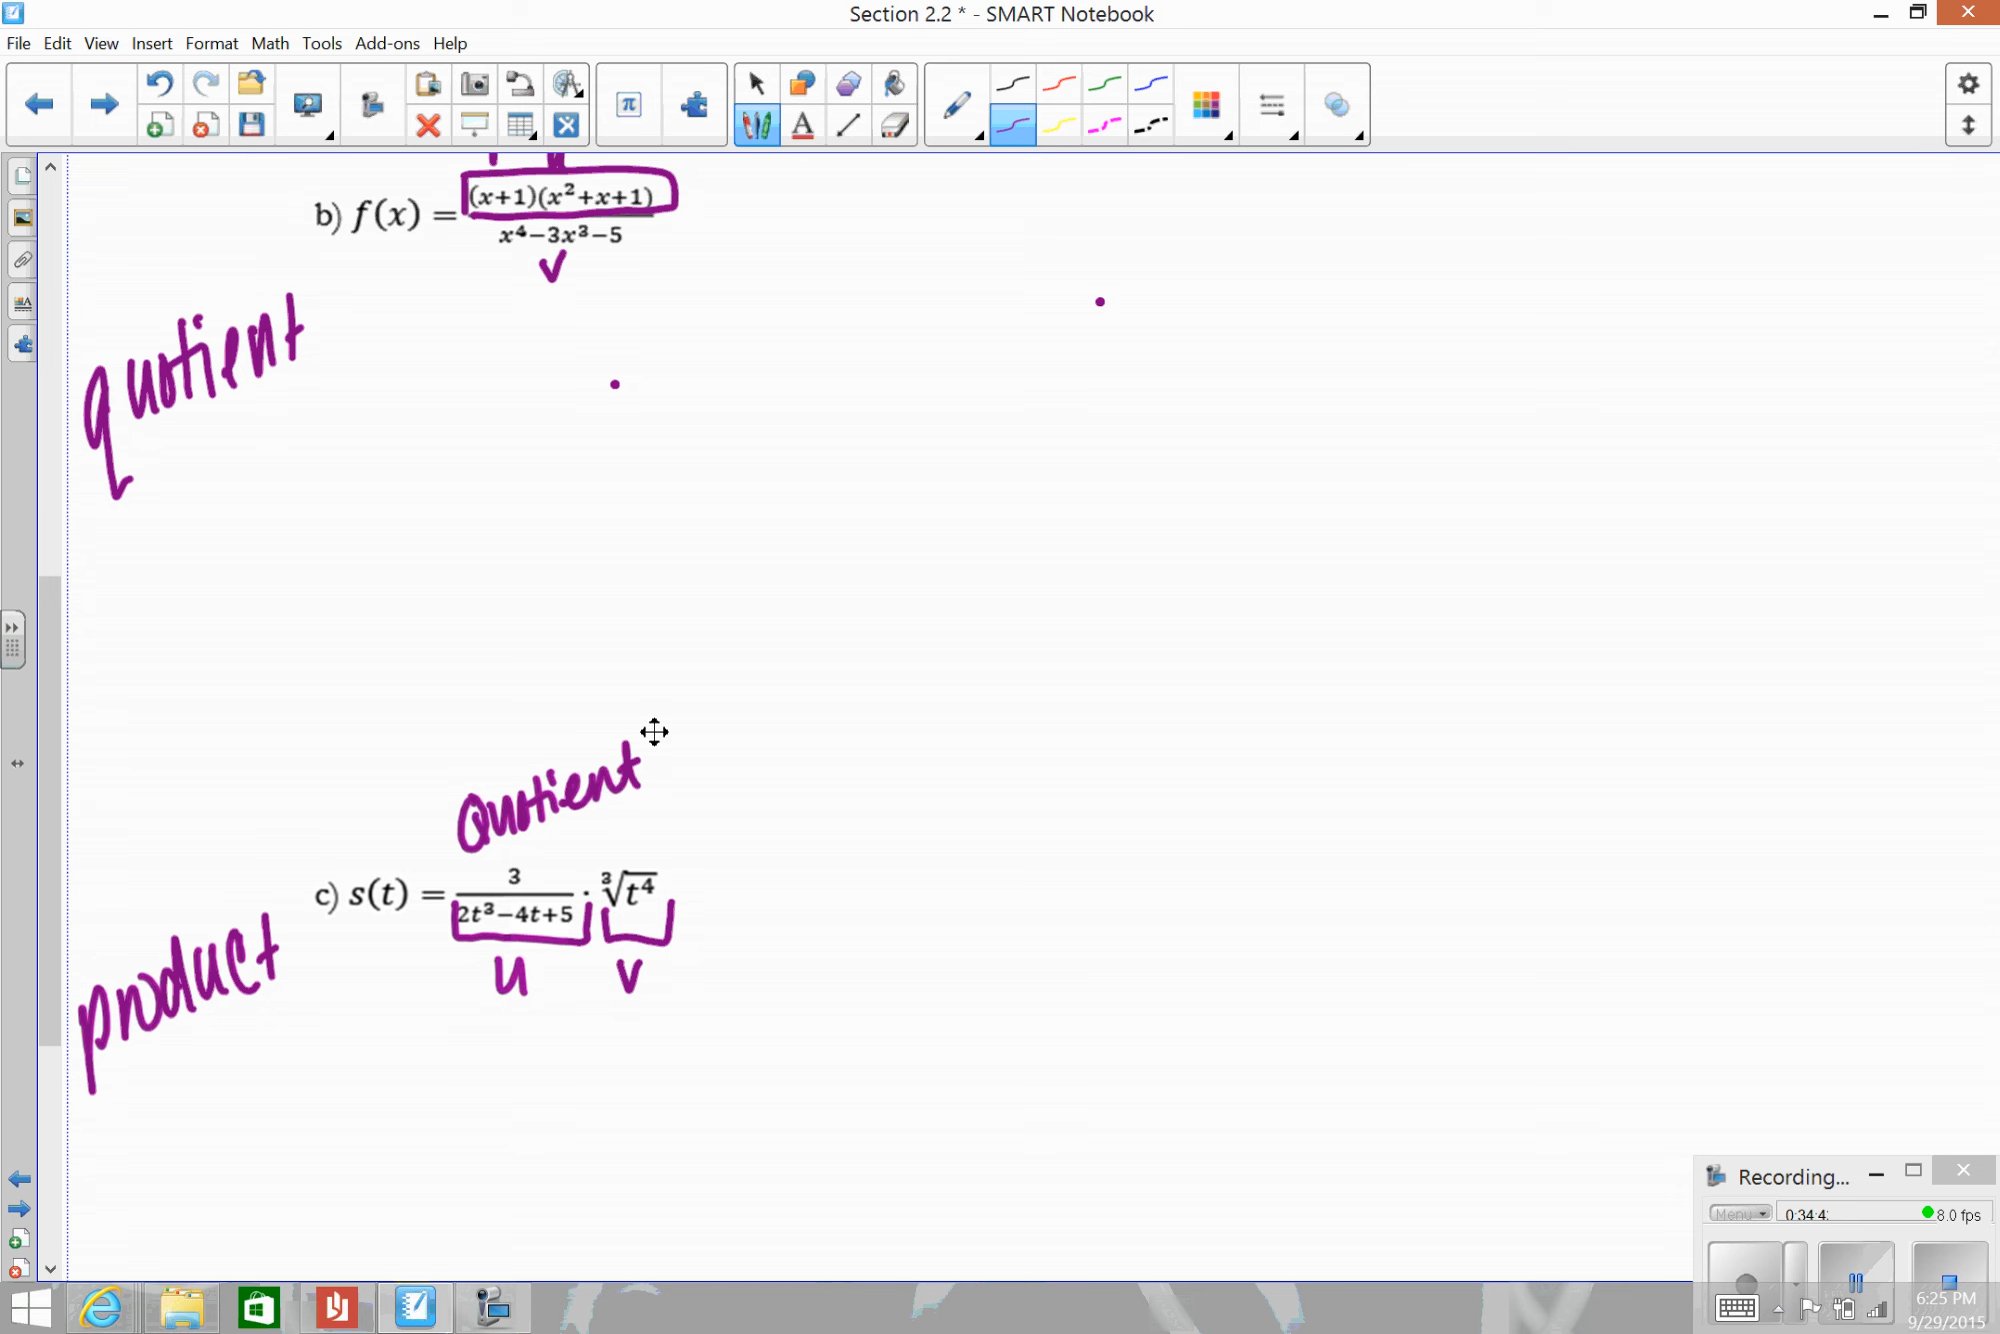 Section 2.2 * - SMART Notebook
File Edit View Insert Format Math Tools Add-ons Help
b) f(x) = (x+1)(x²+x+1) / x⁴−3x³−5
v
quotient
Quotient
c) s(t) = 3 / 2t³−4t+5 · ∛t⁴
u v
product
Recording...
Menu 0:34:4 8.0 fps
6:25 PM
9/29/2015